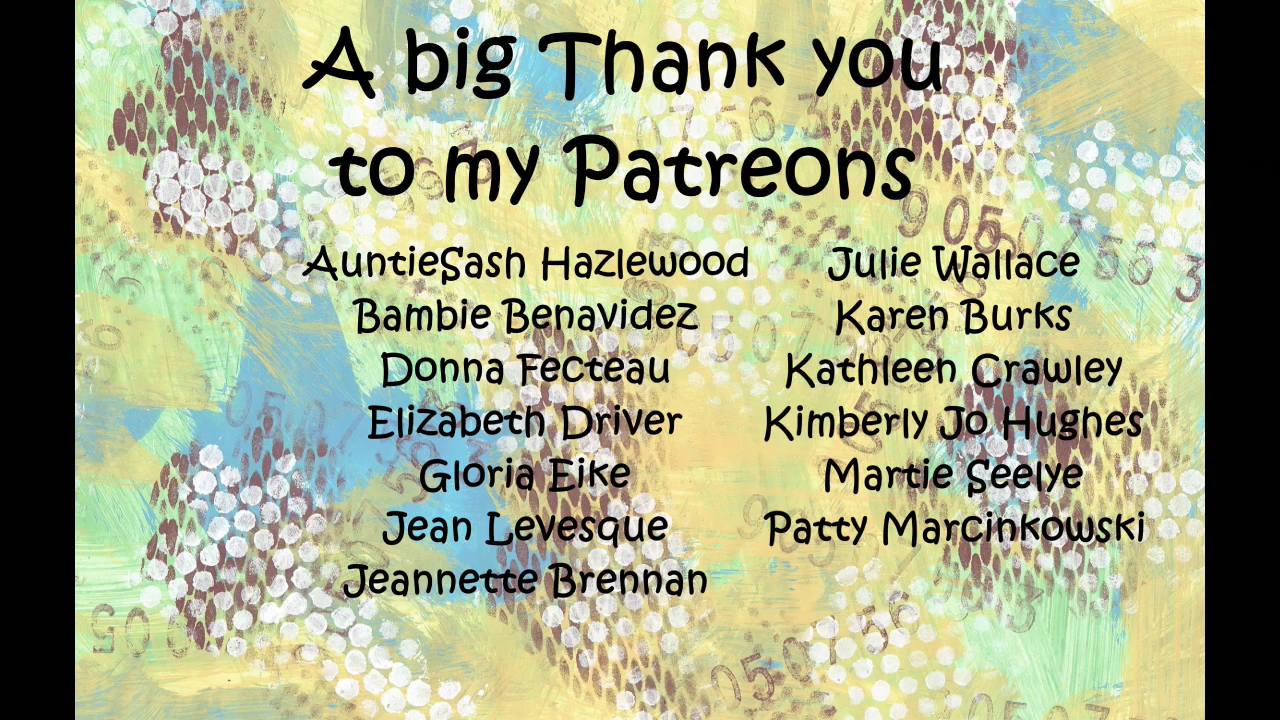 A big Thank you
to my Patreons
AuntieSash Hazlewood
Bambie Benavidez
Donna Fecteau
Elizabeth Driver
Gloria Eike
Jean Levesque
Jeannette Brennan
Julie Wallace
Karen Burks
Kathleen Crawley
Kimberly Jo Hughes
Martie Seelye
Patty Marcinkowski